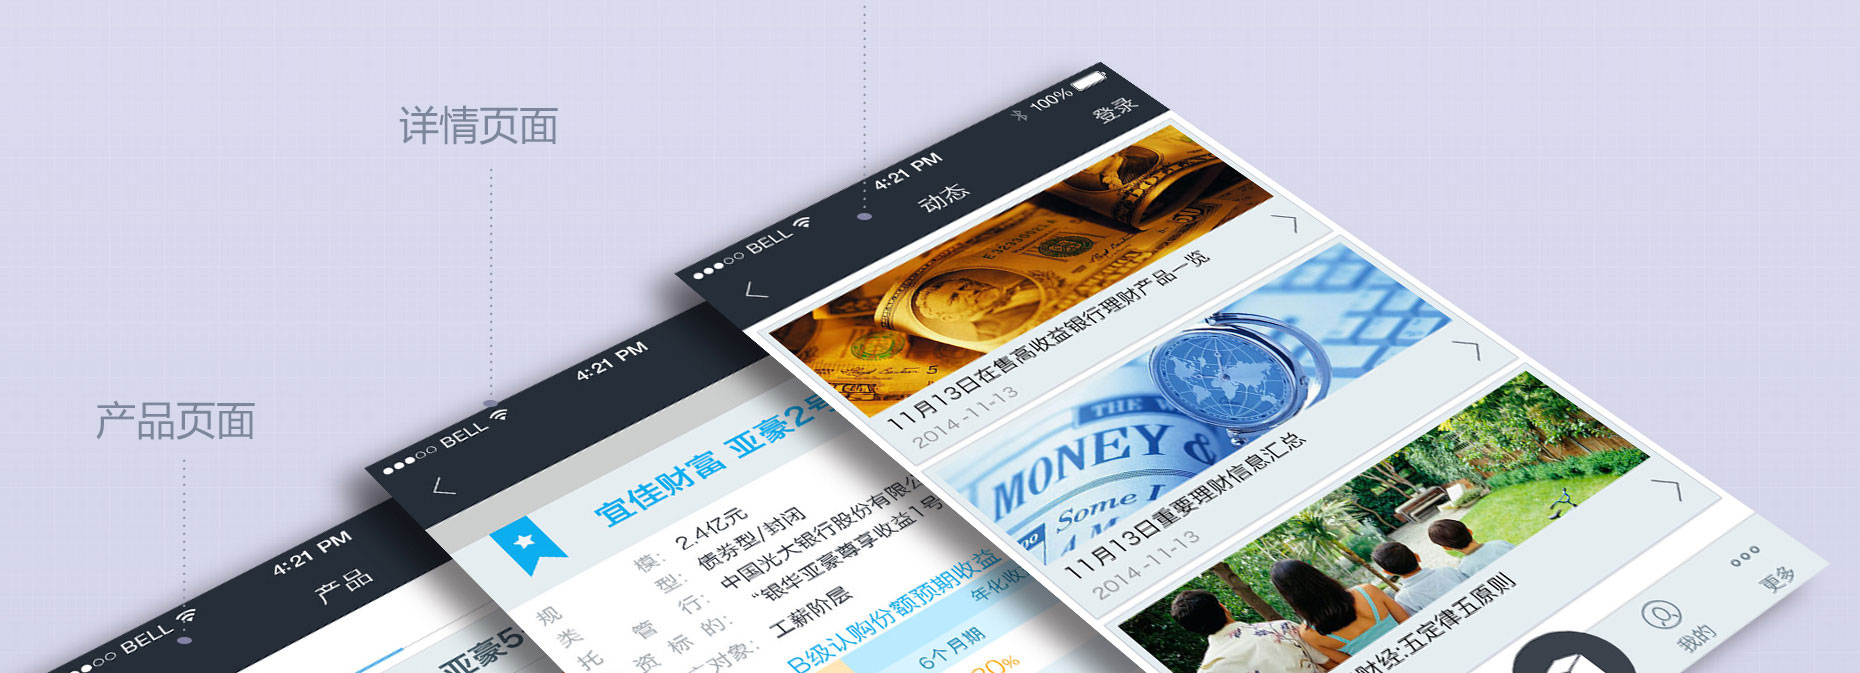 详情页面
产品页面
BELL
4:21 PM
100%
动态
登录
11月13日在售高收益银行理财产品一览
2014-11-13
MONEY &
Some
11月13日重要理财信息汇总
2014-11-13
财经:五定律五原则
我的
更多
BELL
4:21 PM
宜佳财富 亚豪2号
规 模: 2.4亿元
类 型: 债券型/封闭
托 管 行: 中国光大银行股份有限公
资 标 的: “银华亚豪尊享收益1号
对象: 工薪阶层
B级认购份额预期收益
6个月期
年化收
BELL
4:21 PM
产品
亚豪5